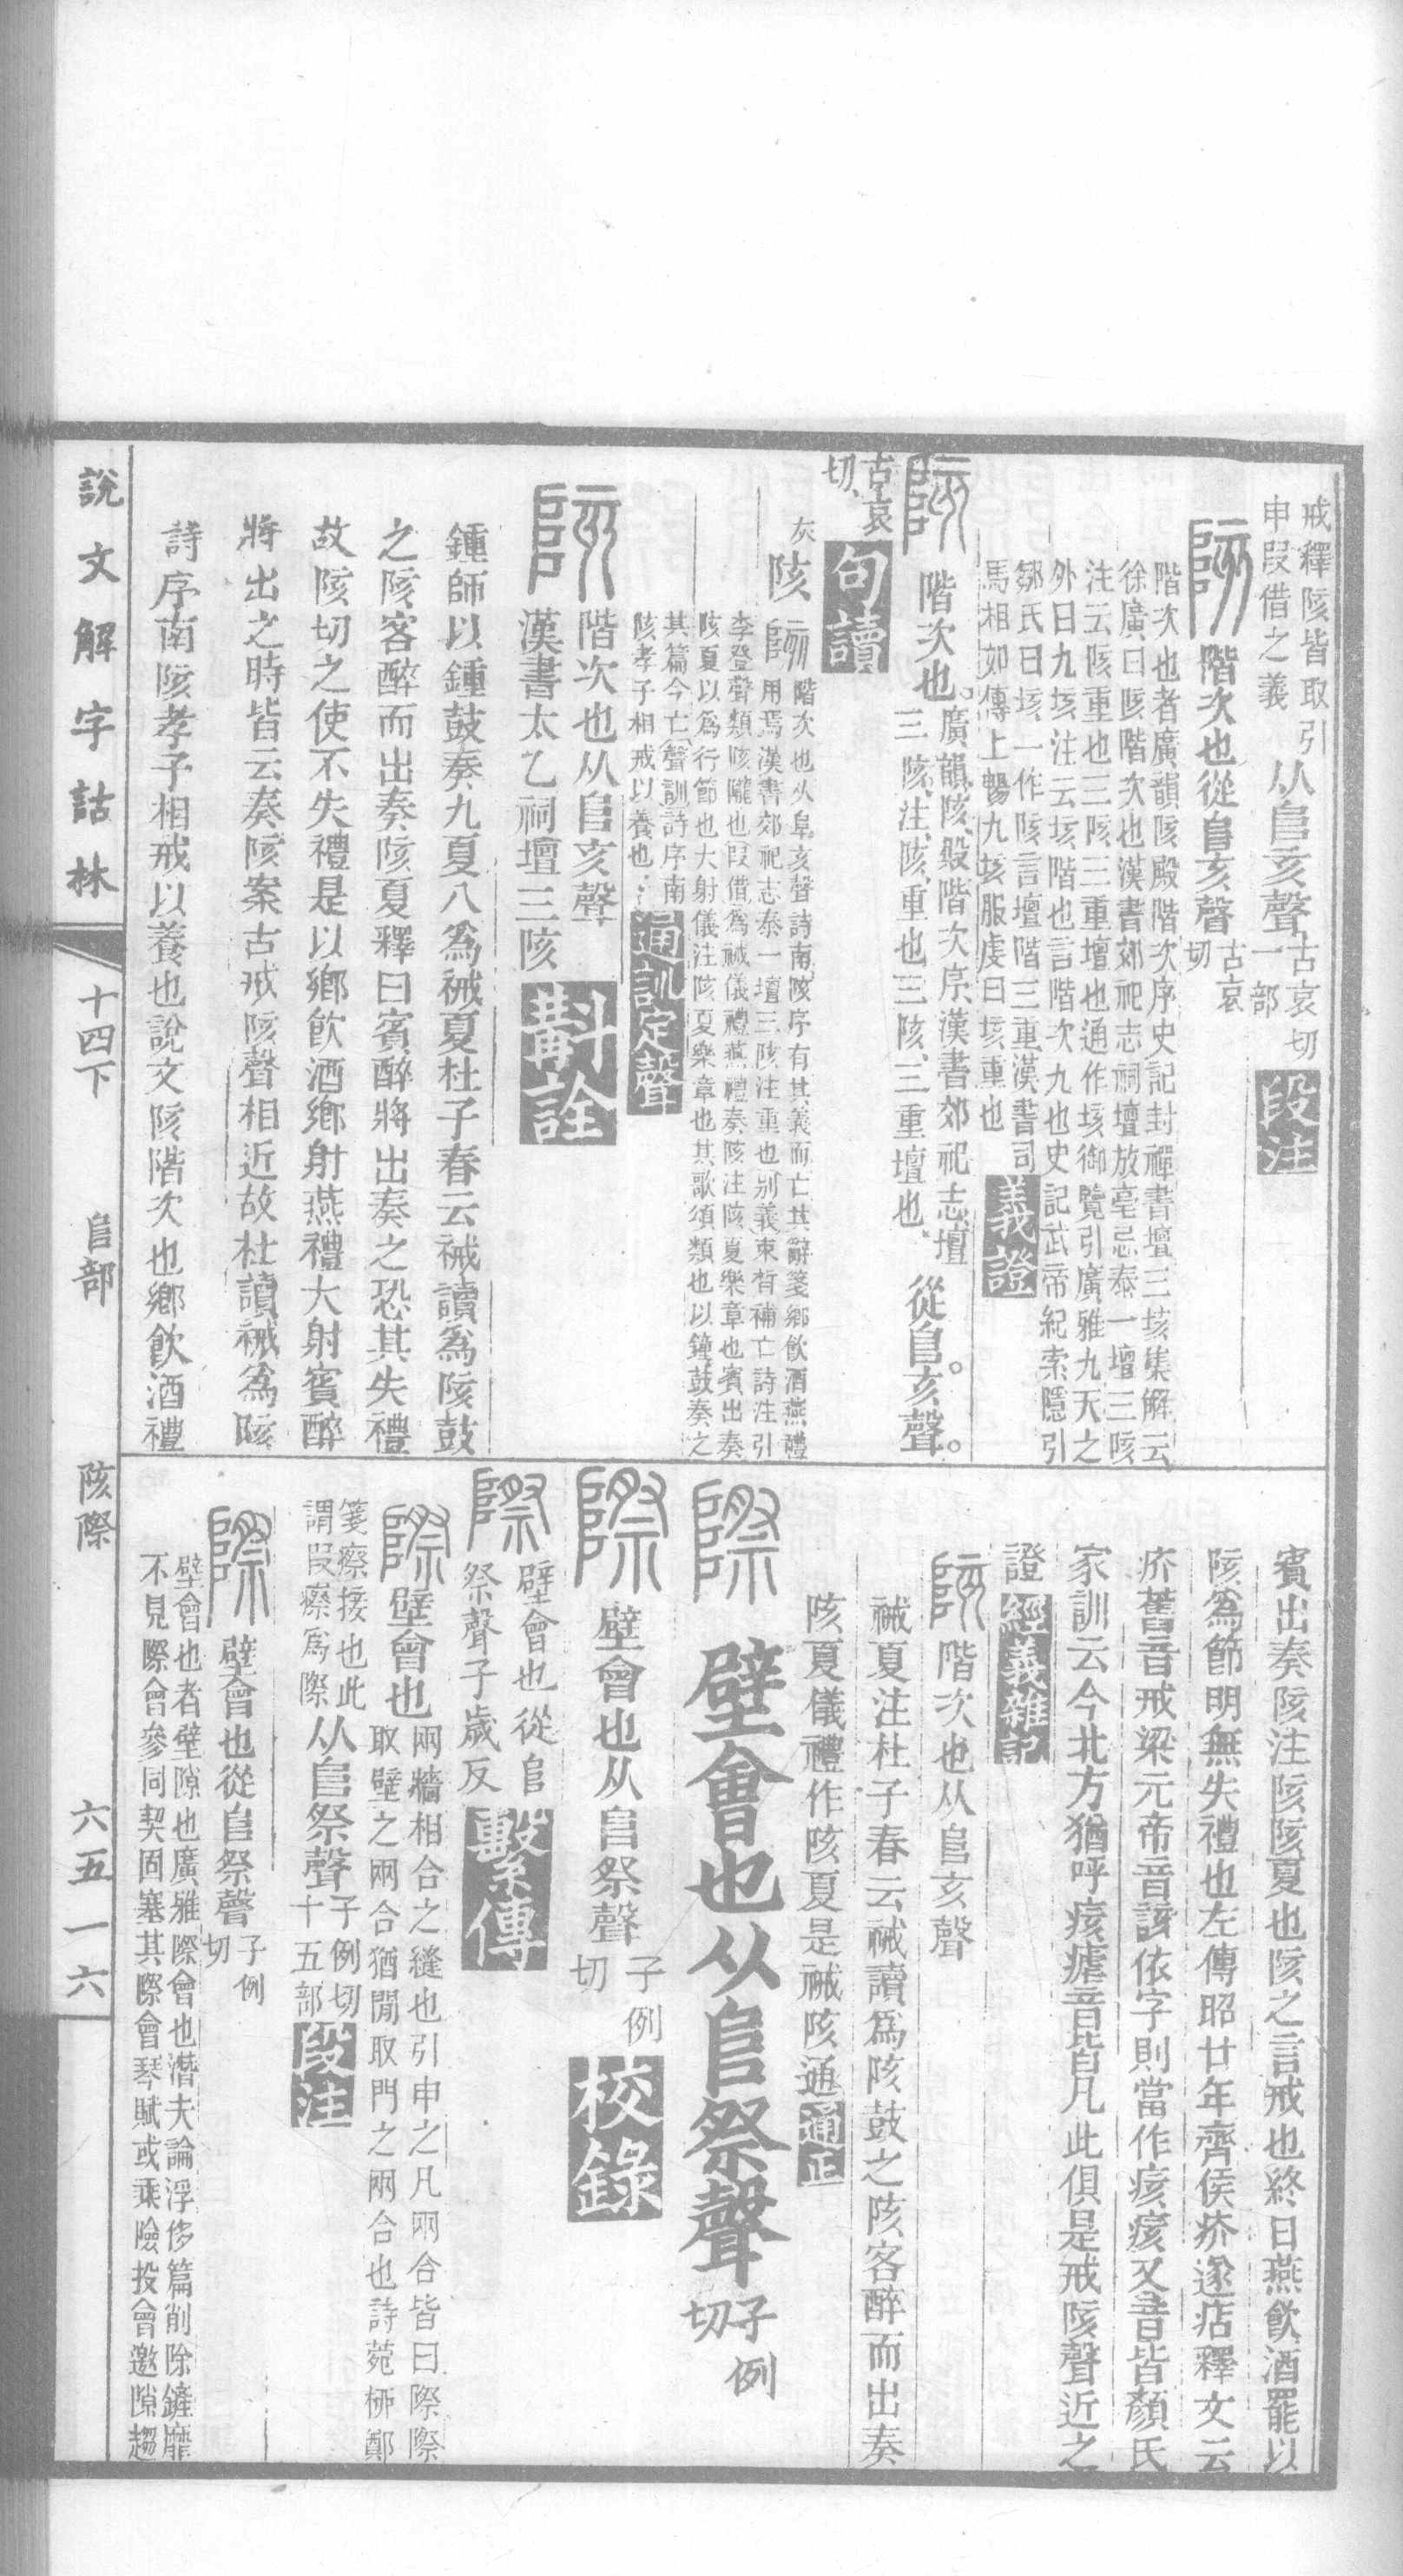 戒釋陔皆取引
申叚借之義
从𨸏亥聲
古哀切
一部
段注
階次也從𨸏亥聲
古哀
切
階次也者廣韻陔殿階次序史記封禪書壇三垓集解云
徐廣曰陔階次也漢書郊祀志祠壇放亳忌泰一壇三陔
注云陔重也三陔三重壇也通作垓御覽引廣雅九天之
外曰九垓注云垓階也言階次九也史記武帝紀索隱引
鄒氏曰垓一作陔言壇階三重漢書司
馬相如傳上暢九垓服虔曰垓重也
義證
階次也
廣韻陔殿階次序漢書郊祀志壇
三陔注陔重也三陔三重壇也
從𨸏亥聲
古哀
切
句讀
灰
陔
階次也从阜亥聲詩南陔序有其義而亡其辭箋鄉飲酒燕禮
用焉漢書郊祀志泰一壇三陔注重也別義束晳補亡詩注引
李登聲類陔隴也叚借爲祴儀禮燕禮奏陔注陔夏樂章也賓出奏
陔夏以爲行節也大射儀注陔夏樂章也其歌頌類也以鐘鼓奏之
其篇今亡聲訓詩序南
陔孝子相戒以養也
通訓定聲
階次也从𨸏亥聲
漢書太乙祠壇三陔
斠詮
鍾師以鍾鼓奏九夏八爲祴夏杜子春云祴讀爲陔鼓
之陔客醉而出奏陔夏釋曰賓醉將出奏之恐其失禮
故陔切之使不失禮是以鄉飲酒鄉射燕禮大射賓醉
將出之時皆云奏陔案古戒陔聲相近故杜讀祴爲陔
詩序南陔孝子相戒以養也說文陔階次也鄉飲酒禮
賓出奏陔注陔陔夏也陔之言戒也終日燕飲酒罷以
陔爲節明無失禮也左傳昭廿年齊侯疥遂痁釋文云
疥舊音戒梁元帝音該依字則當作痎痎又音皆顏氏
家訓云今北方猶呼痎瘧音皆凡此俱是戒陔聲近之
證
經義雜記
階次也从𨸏亥聲
祴夏注杜子春云祴讀爲陔鼓之陔客醉而出奏
陔夏儀禮作陔夏是祴陔通
通正
壁會也从𨸏祭聲
子例
切
壁會也从𨸏祭聲
子例
切
校錄
壁會也從𨸏
祭聲子歲反
繫傳
壁會也
兩牆相合之縫也引申之凡兩合皆曰際際
取壁之兩合猶閒取門之兩合也詩菀桺鄭
箋瘵接也此
謂叚瘵爲際
从𨸏祭聲
子例切
十五部
段注
壁會也從𨸏祭聲
子例
切
壁會也者壁隙也廣雅際會也潛夫論浮侈篇削除鏟靡
不見際會參同契固塞其際會琴賦或乘險投會邀隙趨
說文解字詁林
十四下
𨸏部
陔際
六五一六